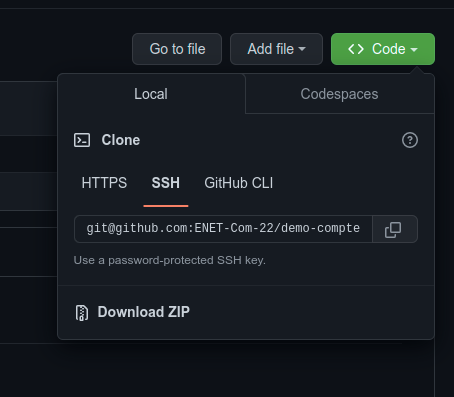 Go to file Add file <> Code
Local Codespaces
Clone
HTTPS SSH GitHub CLI
git@github.com:ENET-Com-22/demo-compte
Use a password-protected SSH key.
Download ZIP